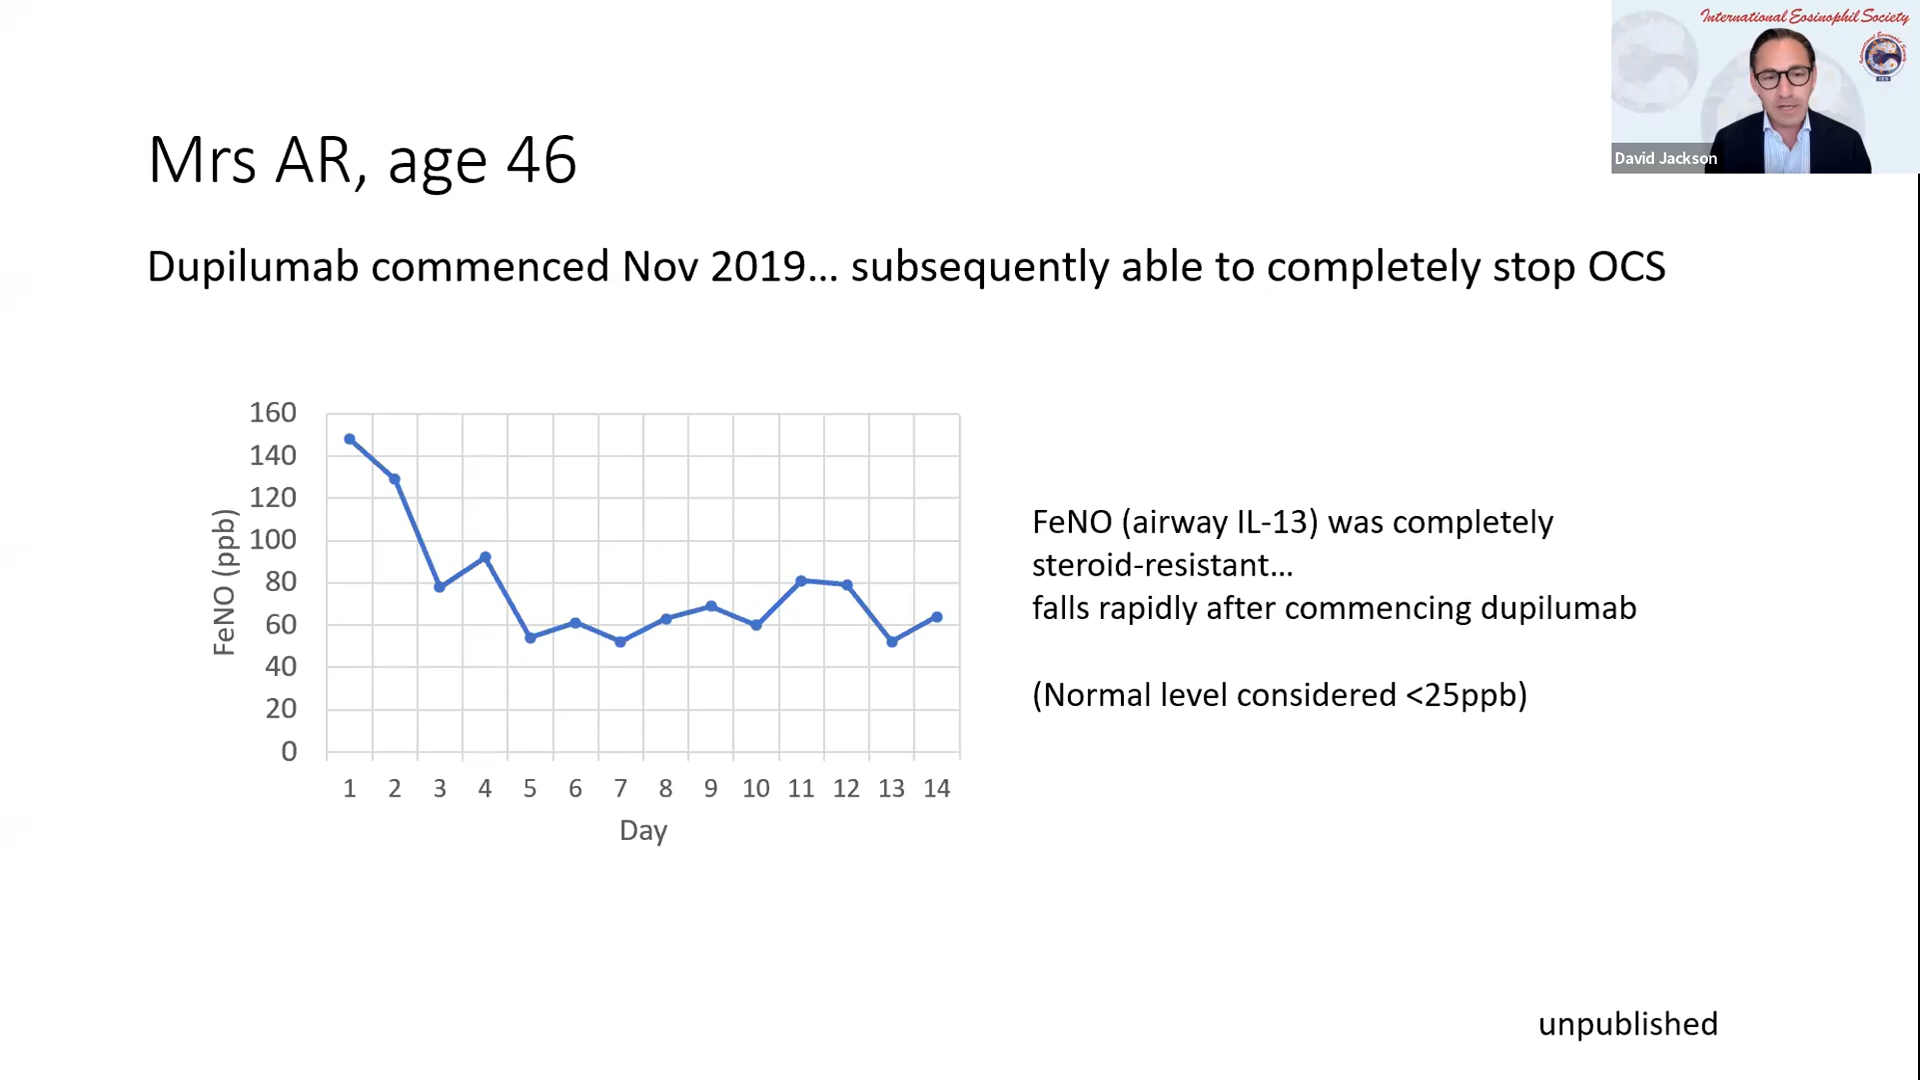 International Eosinophil Society
David Jackson
Mrs AR, age 46
Dupilumab commenced Nov 2019... subsequently able to completely stop OCS
160
140
120
100
80
60
40
20
0
FeNO (ppb)
1 2 3 4 5 6 7 8 9 10 11 12 13 14
Day
FeNO (airway IL-13) was completely
steroid-resistant...
falls rapidly after commencing dupilumab
(Normal level considered <25ppb)
unpublished